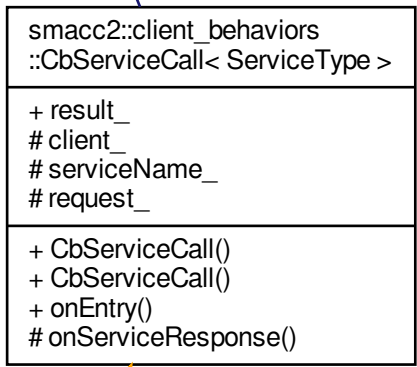 smacc2::client_behaviors
::CbServiceCall< ServiceType >
+ result_
# client_
# serviceName_
# request_
+ CbServiceCall()
+ CbServiceCall()
+ onEntry()
# onServiceResponse()